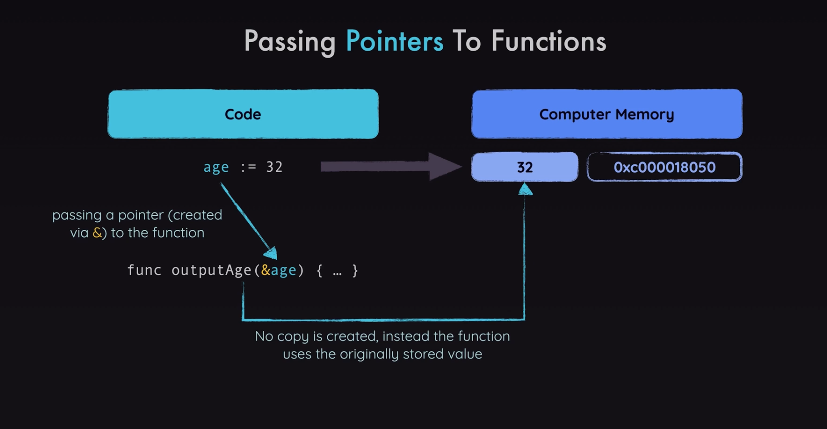 Passing Pointers To Functions
Code
Computer Memory
age := 32
32
0xc000018050
passing a pointer (created
via &) to the function
func outputAge(&age) { … }
No copy is created, instead the function
uses the originally stored value